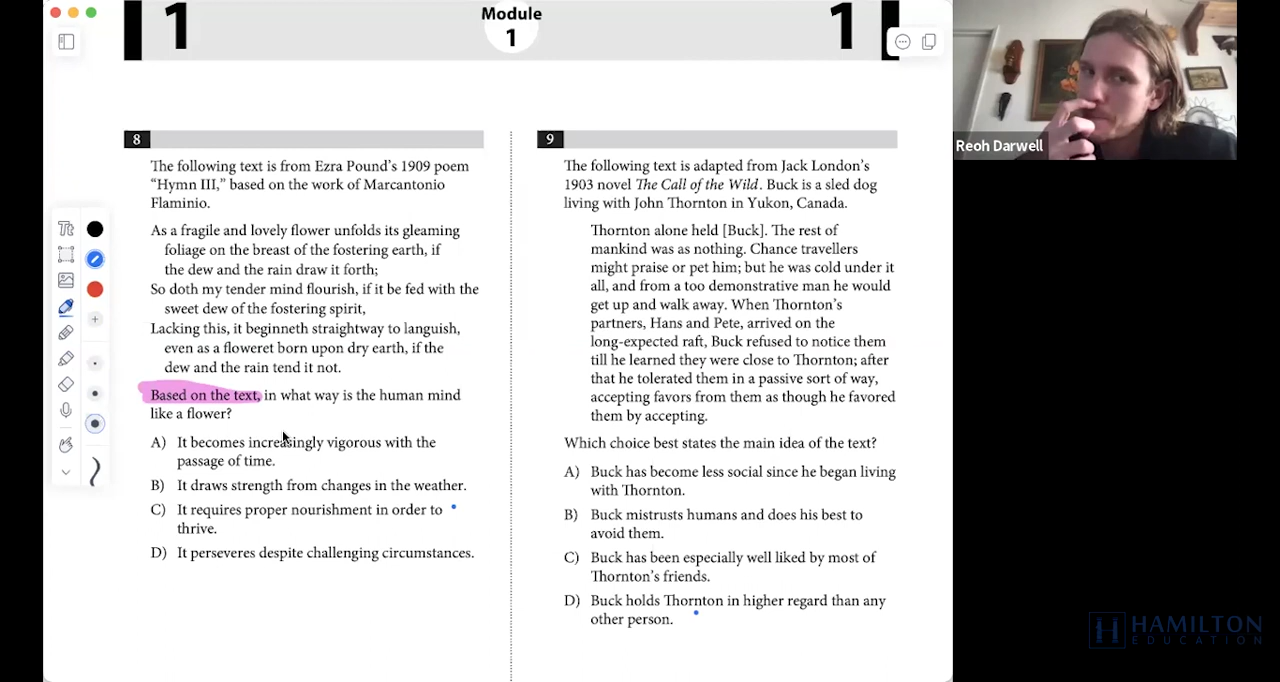 1
Module
1
1
8
The following text is from Ezra Pound’s 1909 poem
“Hymn III,” based on the work of Marcantonio
Flaminio.
As a fragile and lovely flower unfolds its gleaming
foliage on the breast of the fostering earth, if
the dew and the rain draw it forth;
So doth my tender mind flourish, if it be fed with the
sweet dew of the fostering spirit,
Lacking this, it beginneth straightway to languish,
even as a floweret born upon dry earth, if the
dew and the rain tend it not.
Based on the text, in what way is the human mind
like a flower?
A) It becomes increasingly vigorous with the
passage of time.
B) It draws strength from changes in the weather.
C) It requires proper nourishment in order to
thrive.
D) It perseveres despite challenging circumstances.
9
The following text is adapted from Jack London’s
1903 novel The Call of the Wild. Buck is a sled dog
living with John Thornton in Yukon, Canada.
Thornton alone held [Buck]. The rest of
mankind was as nothing. Chance travellers
might praise or pet him; but he was cold under it
all, and from a too demonstrative man he would
get up and walk away. When Thornton’s
partners, Hans and Pete, arrived on the
long-expected raft, Buck refused to notice them
till he learned they were close to Thornton; after
that he tolerated them in a passive sort of way,
accepting favors from them as though he favored
them by accepting.
Which choice best states the main idea of the text?
A) Buck has become less social since he began living
with Thornton.
B) Buck mistrusts humans and does his best to
avoid them.
C) Buck has been especially well liked by most of
Thornton’s friends.
D) Buck holds Thornton in higher regard than any
other person.
Tt
Reoh Darwell
HAMILTON
EDUCATION